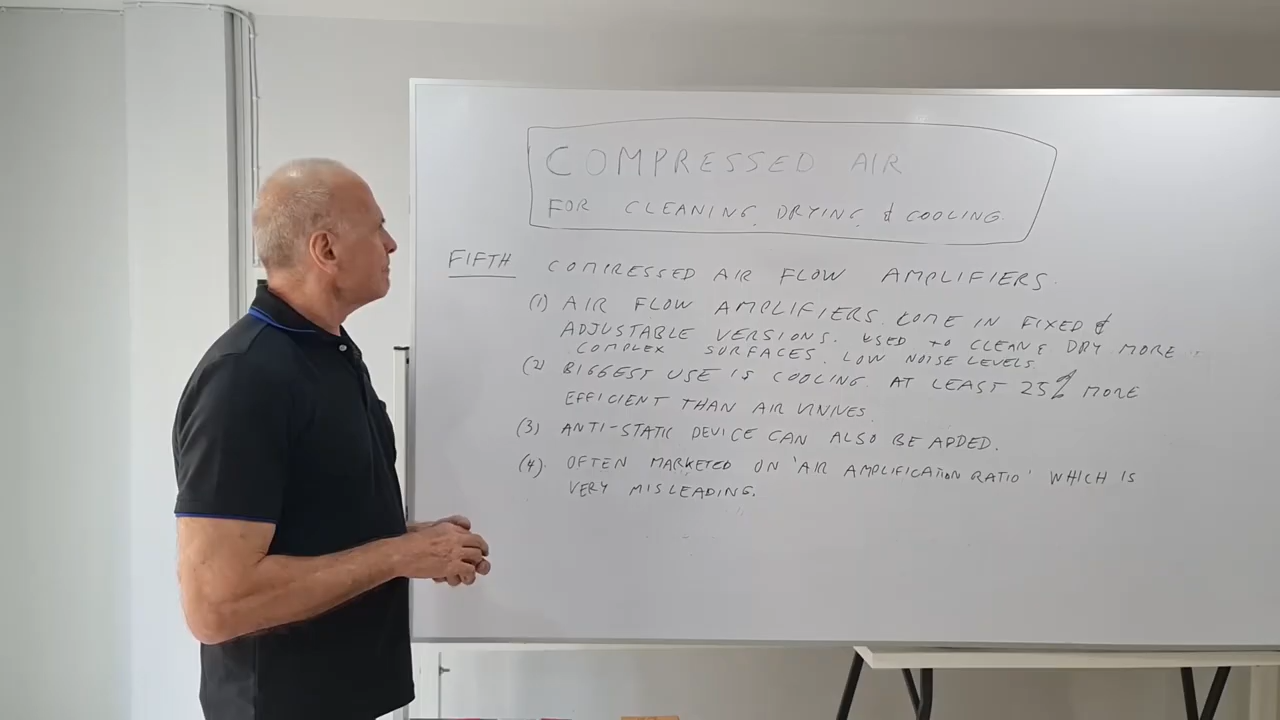 COMPRESSED AIR
FOR CLEANING, DRYING, & COOLING.
FIFTH COMPRESSED AIR FLOW AMPLIFIERS.
(1) AIR FLOW AMPLIFIERS. COME IN FIXED &
ADJUSTABLE VERSIONS. USED TO CLEAN & DRY MORE
COMPLEX SURFACES. LOW NOISE LEVELS.
(2) BIGGEST USE IS COOLING. AT LEAST 25% MORE
EFFICIENT THAN AIR KNIVES.
(3) ANTI-STATIC DEVICE CAN ALSO BE ADDED.
(4). OFTEN MARKETED ON 'AIR AMPLIFICATION RATIO' WHICH IS
VERY MISLEADING.